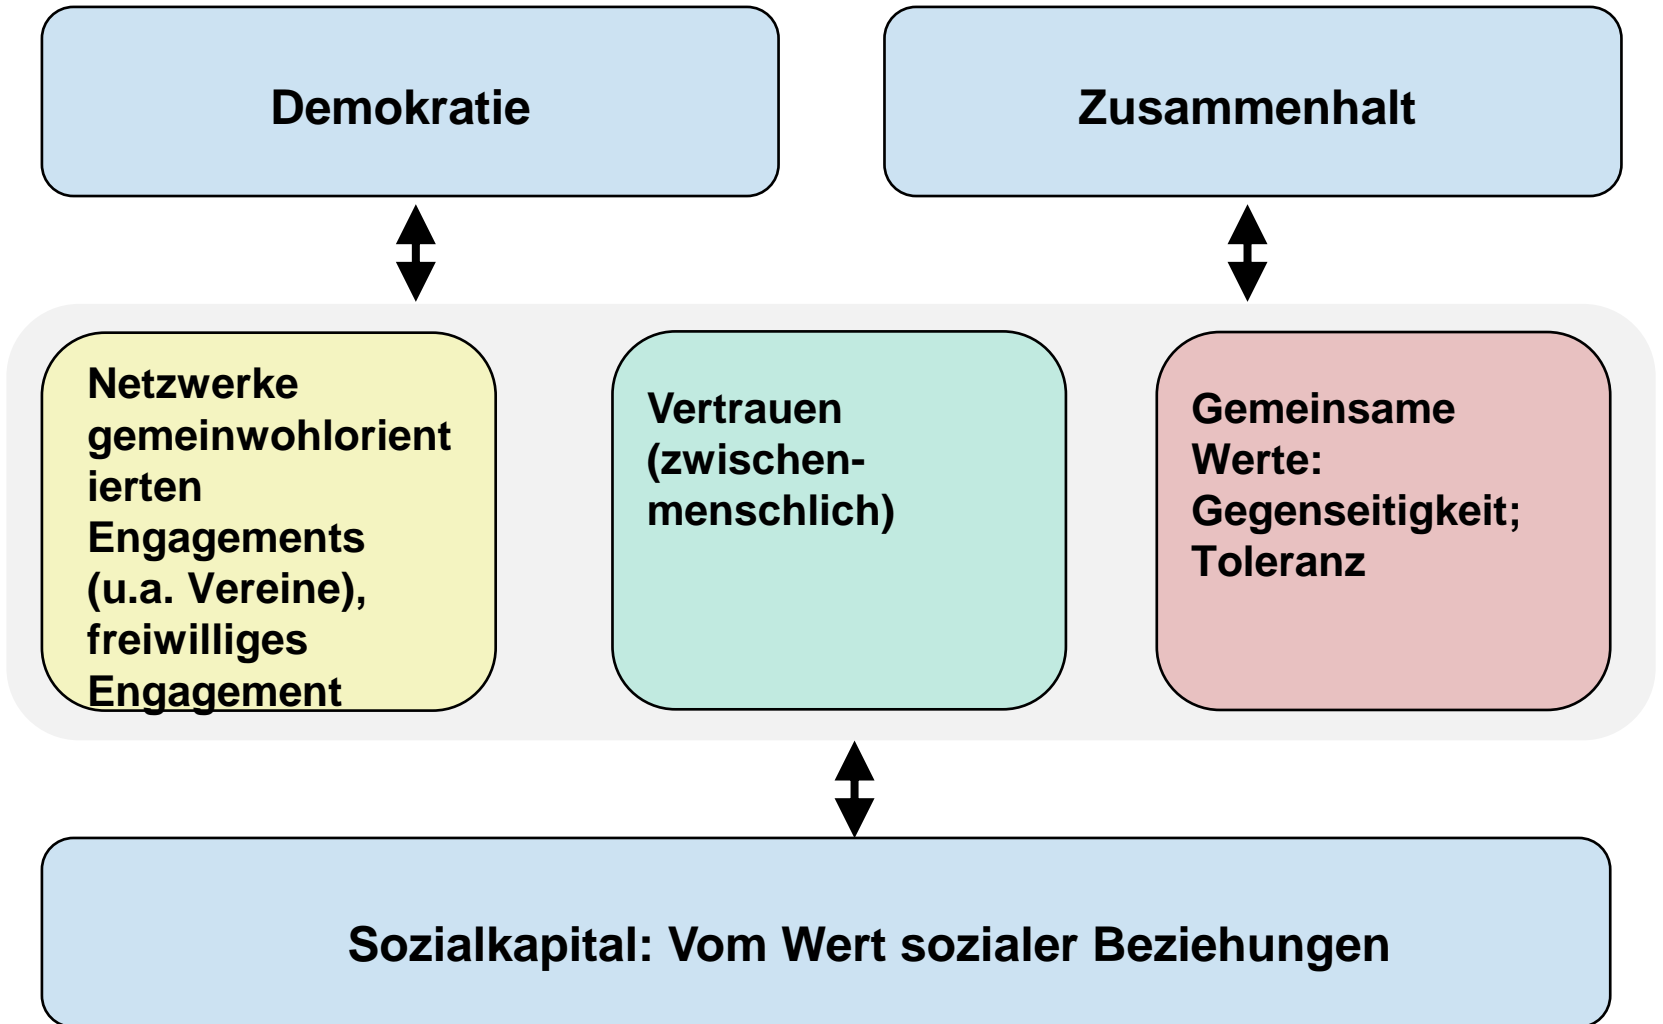 Demokratie
Zusammenhalt
Netzwerke
gemeinwohlorient
ierten
Engagements
(u.a. Vereine),
freiwilliges
Engagement
Vertrauen
(zwischen-
menschlich)
Gemeinsame
Werte:
Gegenseitigkeit;
Toleranz
Sozialkapital: Vom Wert sozialer Beziehungen